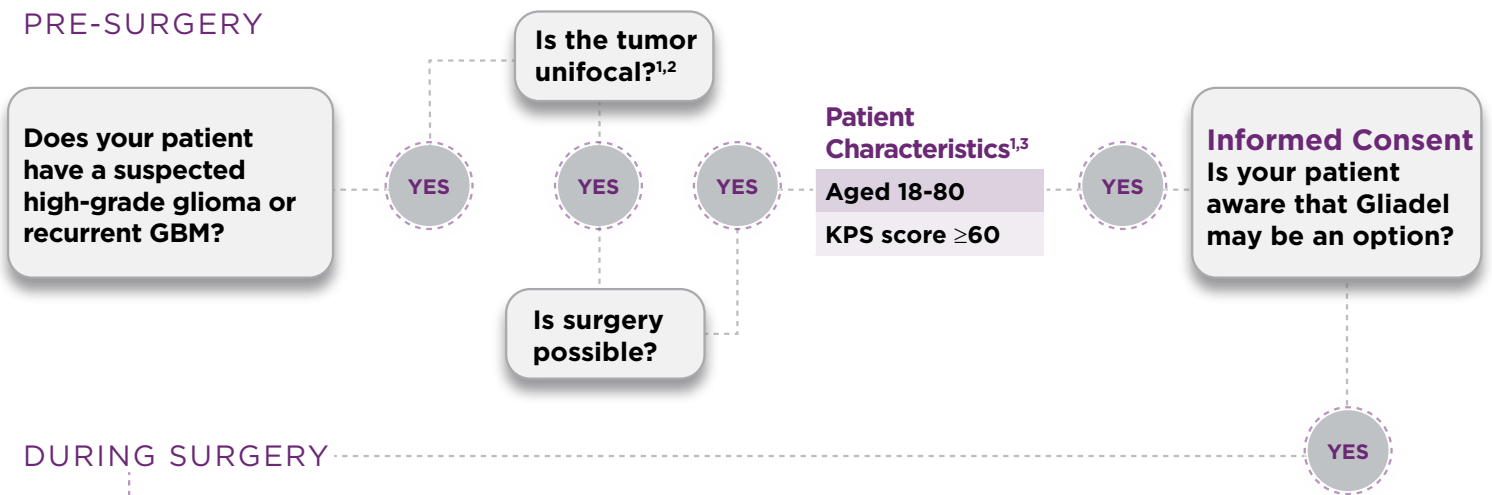 PRE-SURGERY
Does your patient
have a suspected
high-grade glioma or
recurrent GBM?
YES
Is the tumor
unifocal?1,2
YES
Is surgery
possible?
YES
Patient
Characteristics1,3
Aged 18-80
KPS score ≥60
YES
Informed Consent
Is your patient
aware that Gliadel
may be an option?
YES
DURING SURGERY